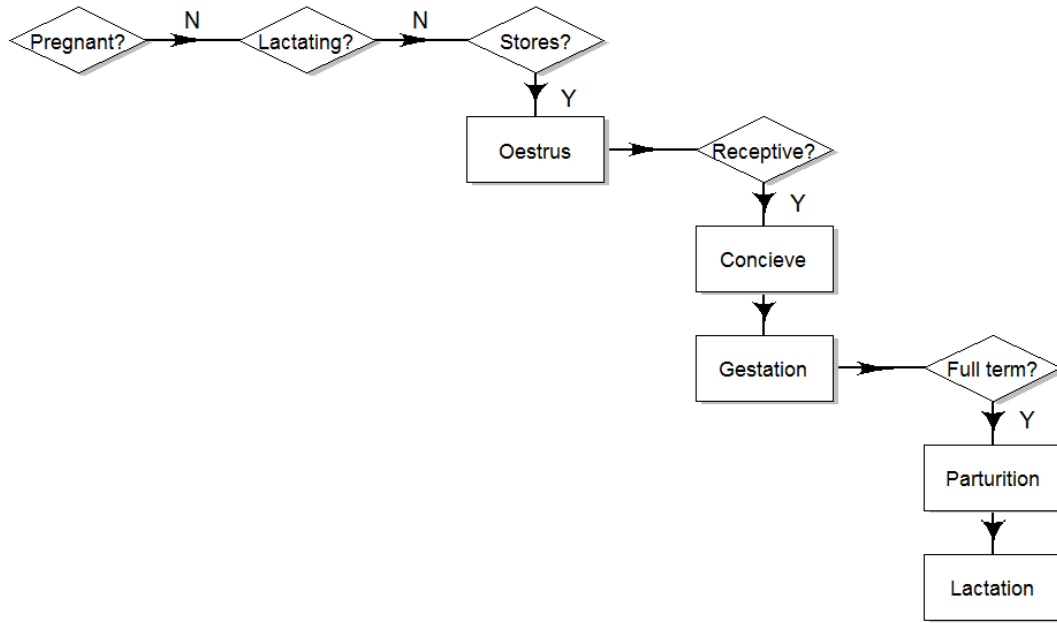 Pregnant?
N
Lactating?
N
Stores?
Y
Oestrus
Receptive?
Y
Concieve
Gestation
Full term?
Y
Parturition
Lactation